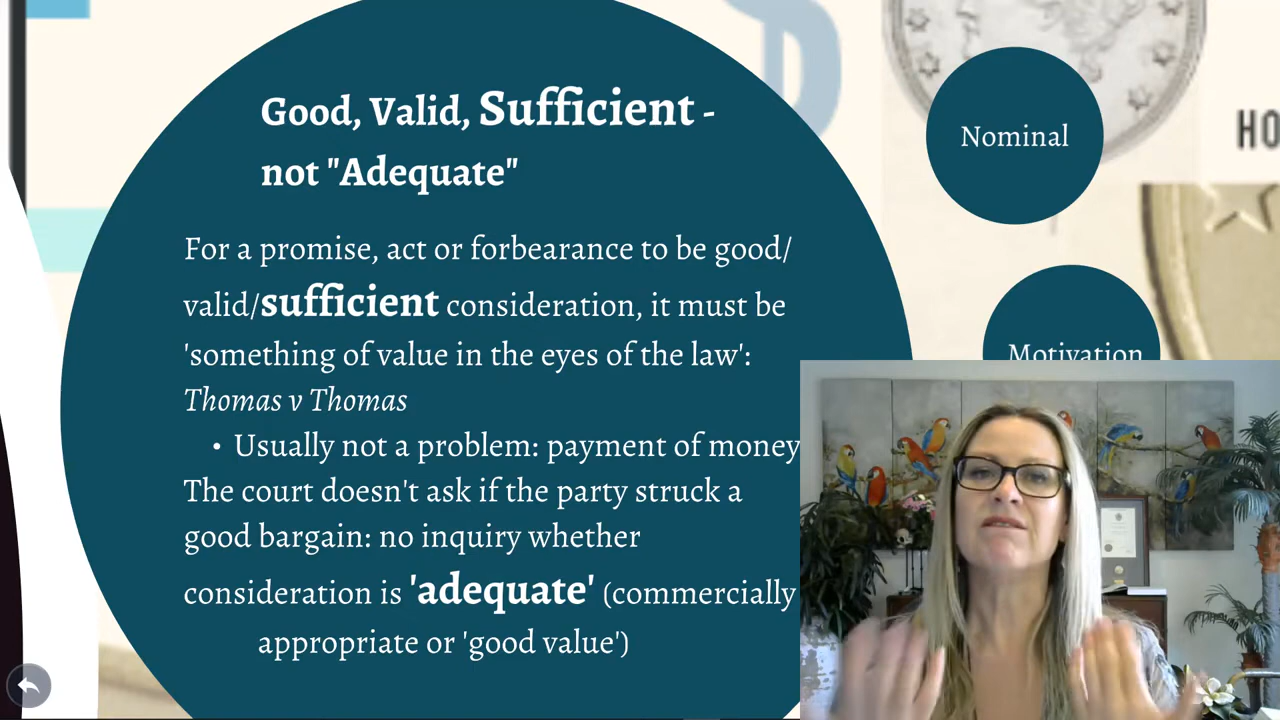 Good, Valid, Sufficient -
not "Adequate"
For a promise, act or forbearance to be good/
valid/sufficient consideration, it must be
'something of value in the eyes of the law':
Thomas v Thomas
• Usually not a problem: payment of money
The court doesn't ask if the party struck a
good bargain: no inquiry whether
consideration is 'adequate' (commercially
appropriate or 'good value')
Nominal
Motivation
HO